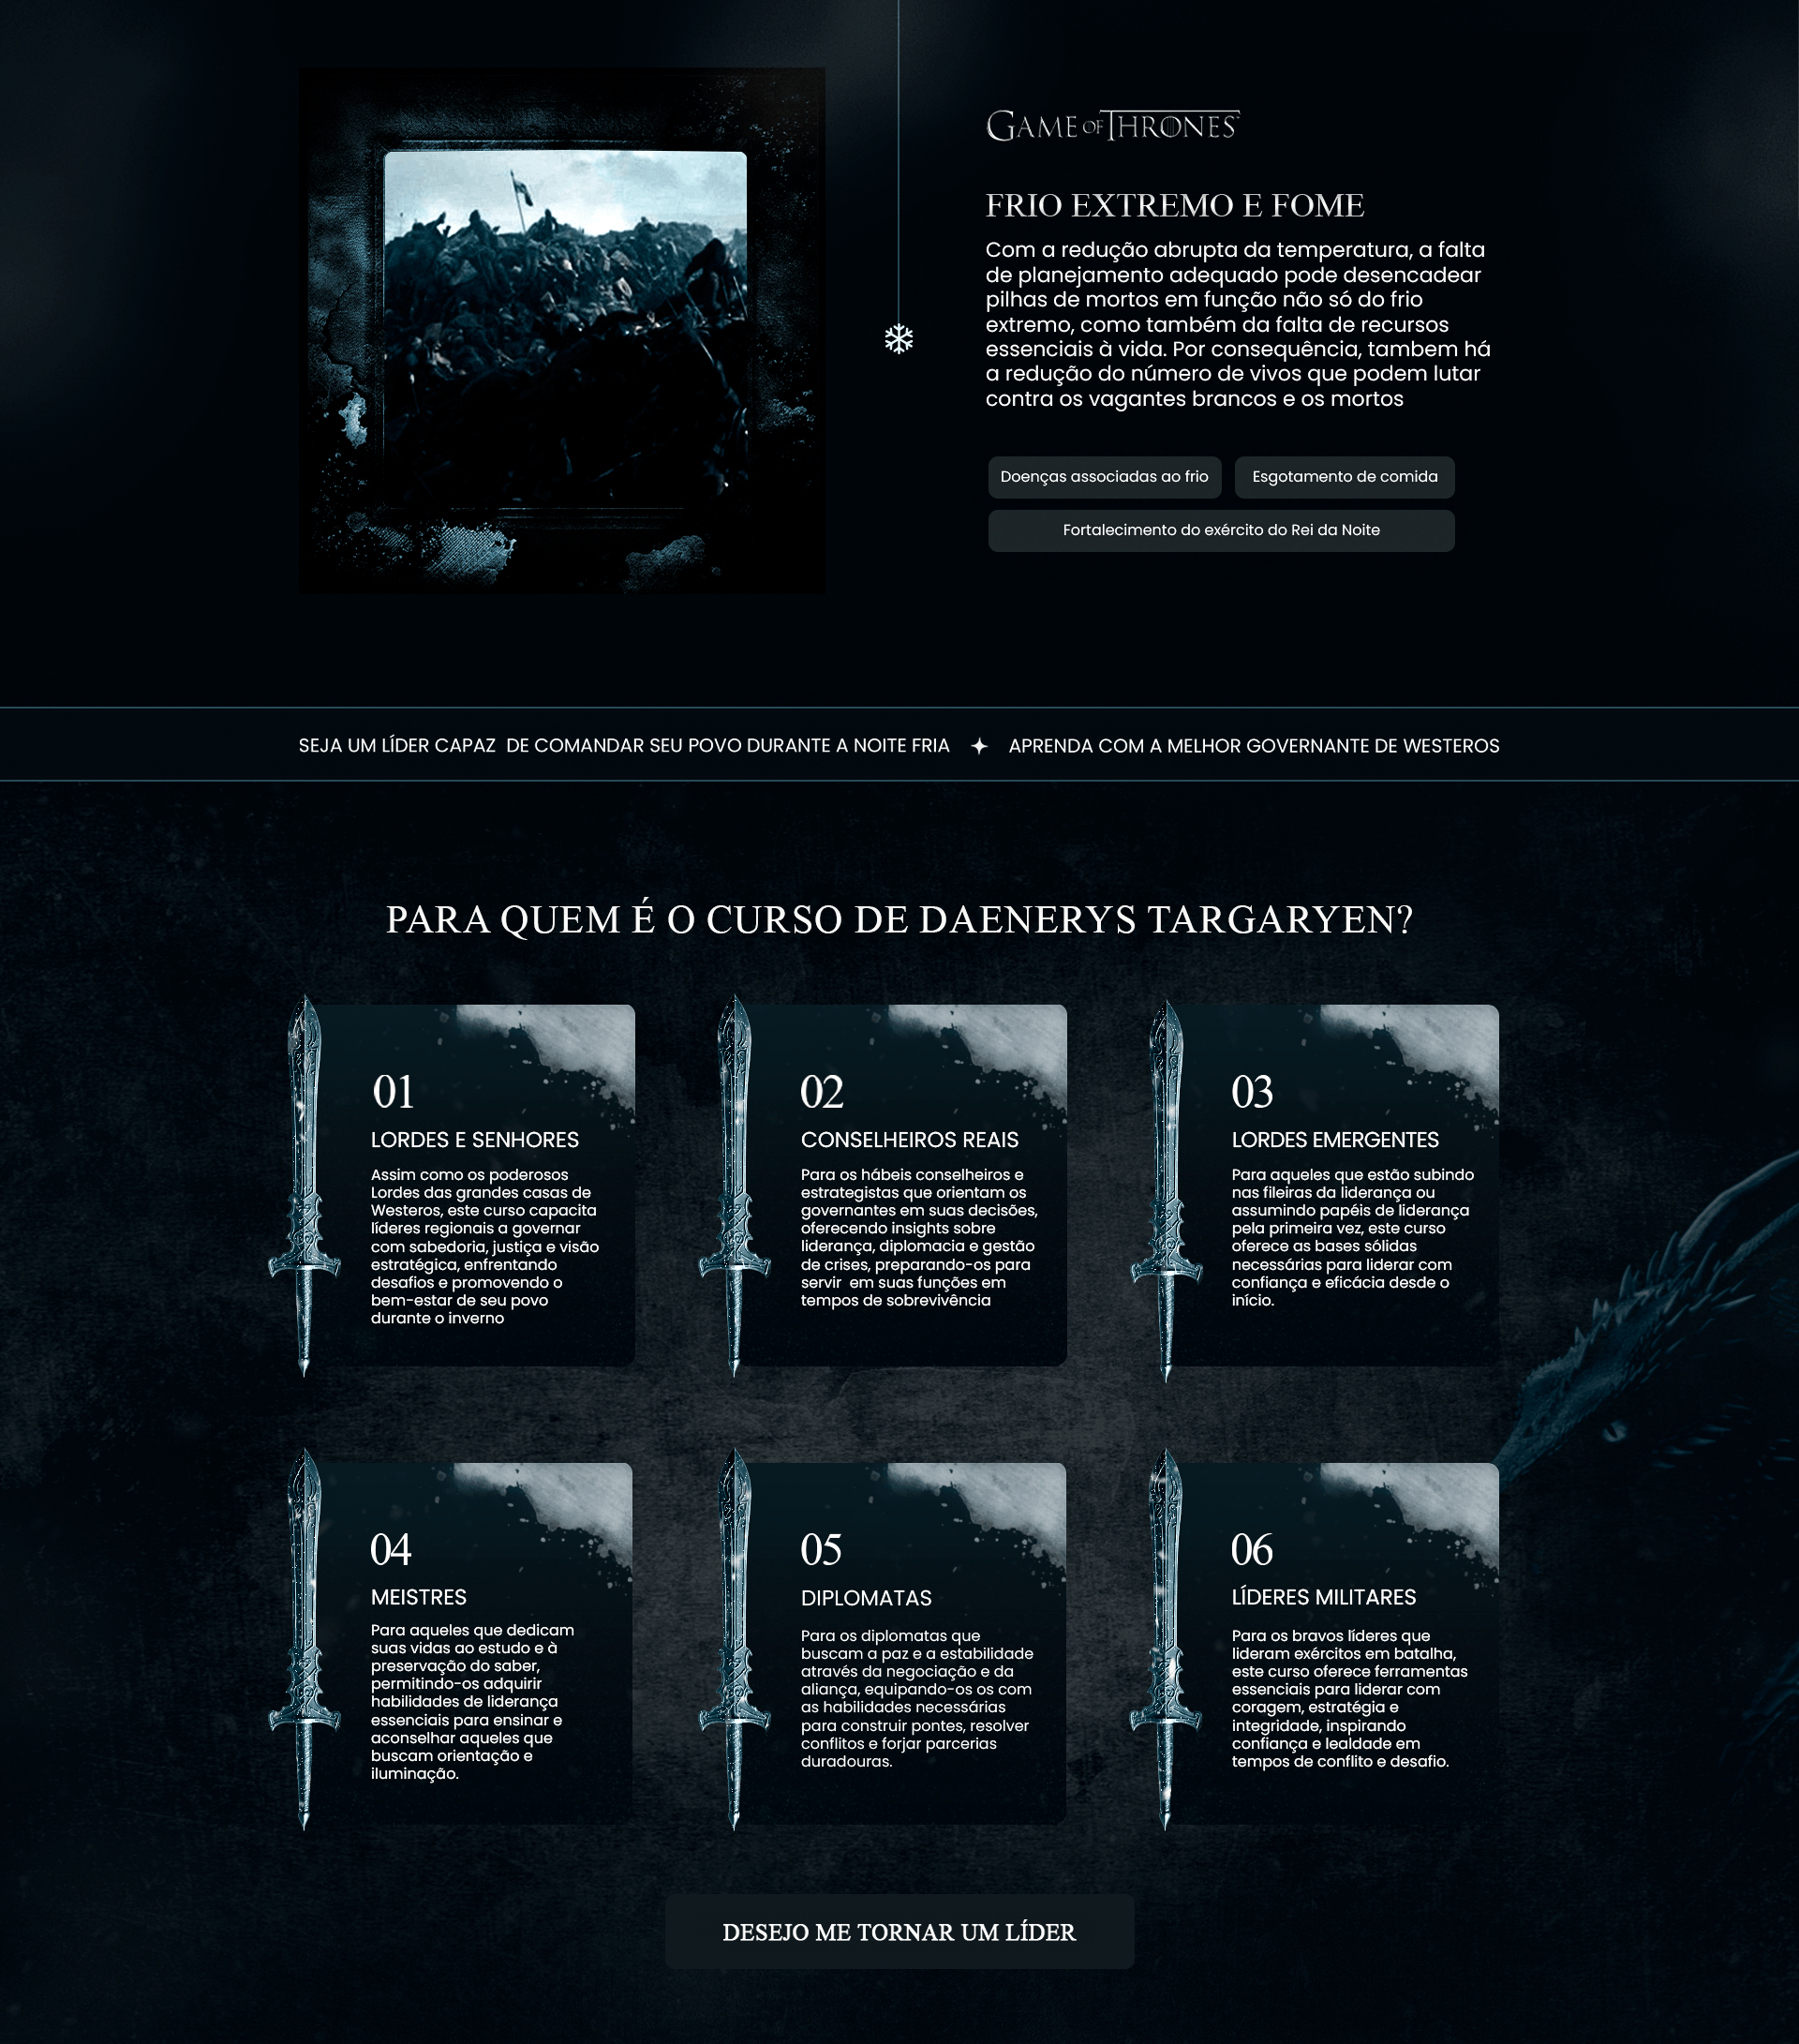 GAME OF THRONES
FRIO EXTREMO E FOME
Com a redução abrupta da temperatura, a falta
de planejamento adequado pode desencadear
pilhas de mortos em função não só do frio
extremo, como também da falta de recursos
essenciais à vida. Por consequência, tambem há
a redução do número de vivos que podem lutar
contra os vagantes brancos e os mortos
Doenças associadas ao frio
Esgotamento de comida
Fortalecimento do exército do Rei da Noite
SEJA UM LÍDER CAPAZ  DE COMANDAR SEU POVO DURANTE A NOITE FRIA
APRENDA COM A MELHOR GOVERNANTE DE WESTEROS
PARA QUEM É O CURSO DE DAENERYS TARGARYEN?
01
LORDES E SENHORES
Assim como os poderosos
Lordes das grandes casas de
Westeros, este curso capacita
líderes regionais a governar
com sabedoria, justiça e visão
estratégica, enfrentando
desafios e promovendo o
bem-estar de seu povo
durante o inverno
02
CONSELHEIROS REAIS
Para os hábeis conselheiros e
estrategistas que orientam os
governantes em suas decisões,
oferecendo insights sobre
liderança, diplomacia e gestão
de crises, preparando-os para
servir  em suas funções em
tempos de sobrevivência
03
LORDES EMERGENTES
Para aqueles que estão subindo
nas fileiras da liderança ou
assumindo papéis de liderança
pela primeira vez, este curso
oferece as bases sólidas
necessárias para liderar com
confiança e eficácia desde o
início.
04
MEISTRES
Para aqueles que dedicam
suas vidas ao estudo e à
preservação do saber,
permitindo-os adquirir
habilidades de liderança
essenciais para ensinar e
aconselhar aqueles que
buscam orientação e
iluminação.
05
DIPLOMATAS
Para os diplomatas que
buscam a paz e a estabilidade
através da negociação e da
aliança, equipando-os os com
as habilidades necessárias
para construir pontes, resolver
conflitos e forjar parcerias
duradouras.
06
LÍDERES MILITARES
Para os bravos líderes que
lideram exércitos em batalha,
este curso oferece ferramentas
essenciais para liderar com
coragem, estratégia e
integridade, inspirando
confiança e lealdade em
tempos de conflito e desafio.
DESEJO ME TORNAR UM LÍDER